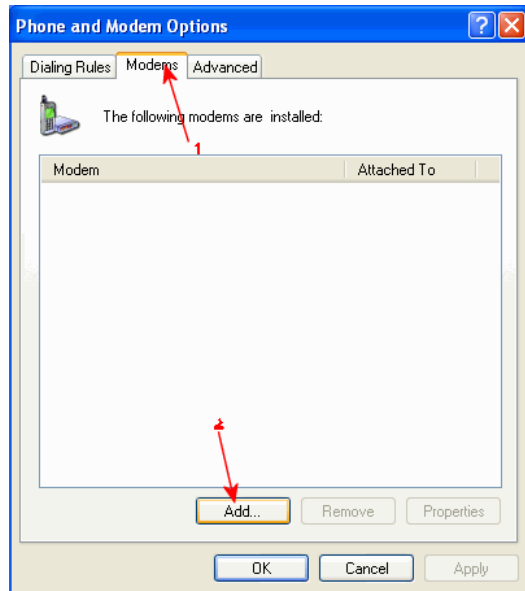 Phone and Modem Options
Dialing Rules Modems Advanced
The following modems are installed:
1
Modem Attached To
2
Add... Remove Properties
OK Cancel Apply